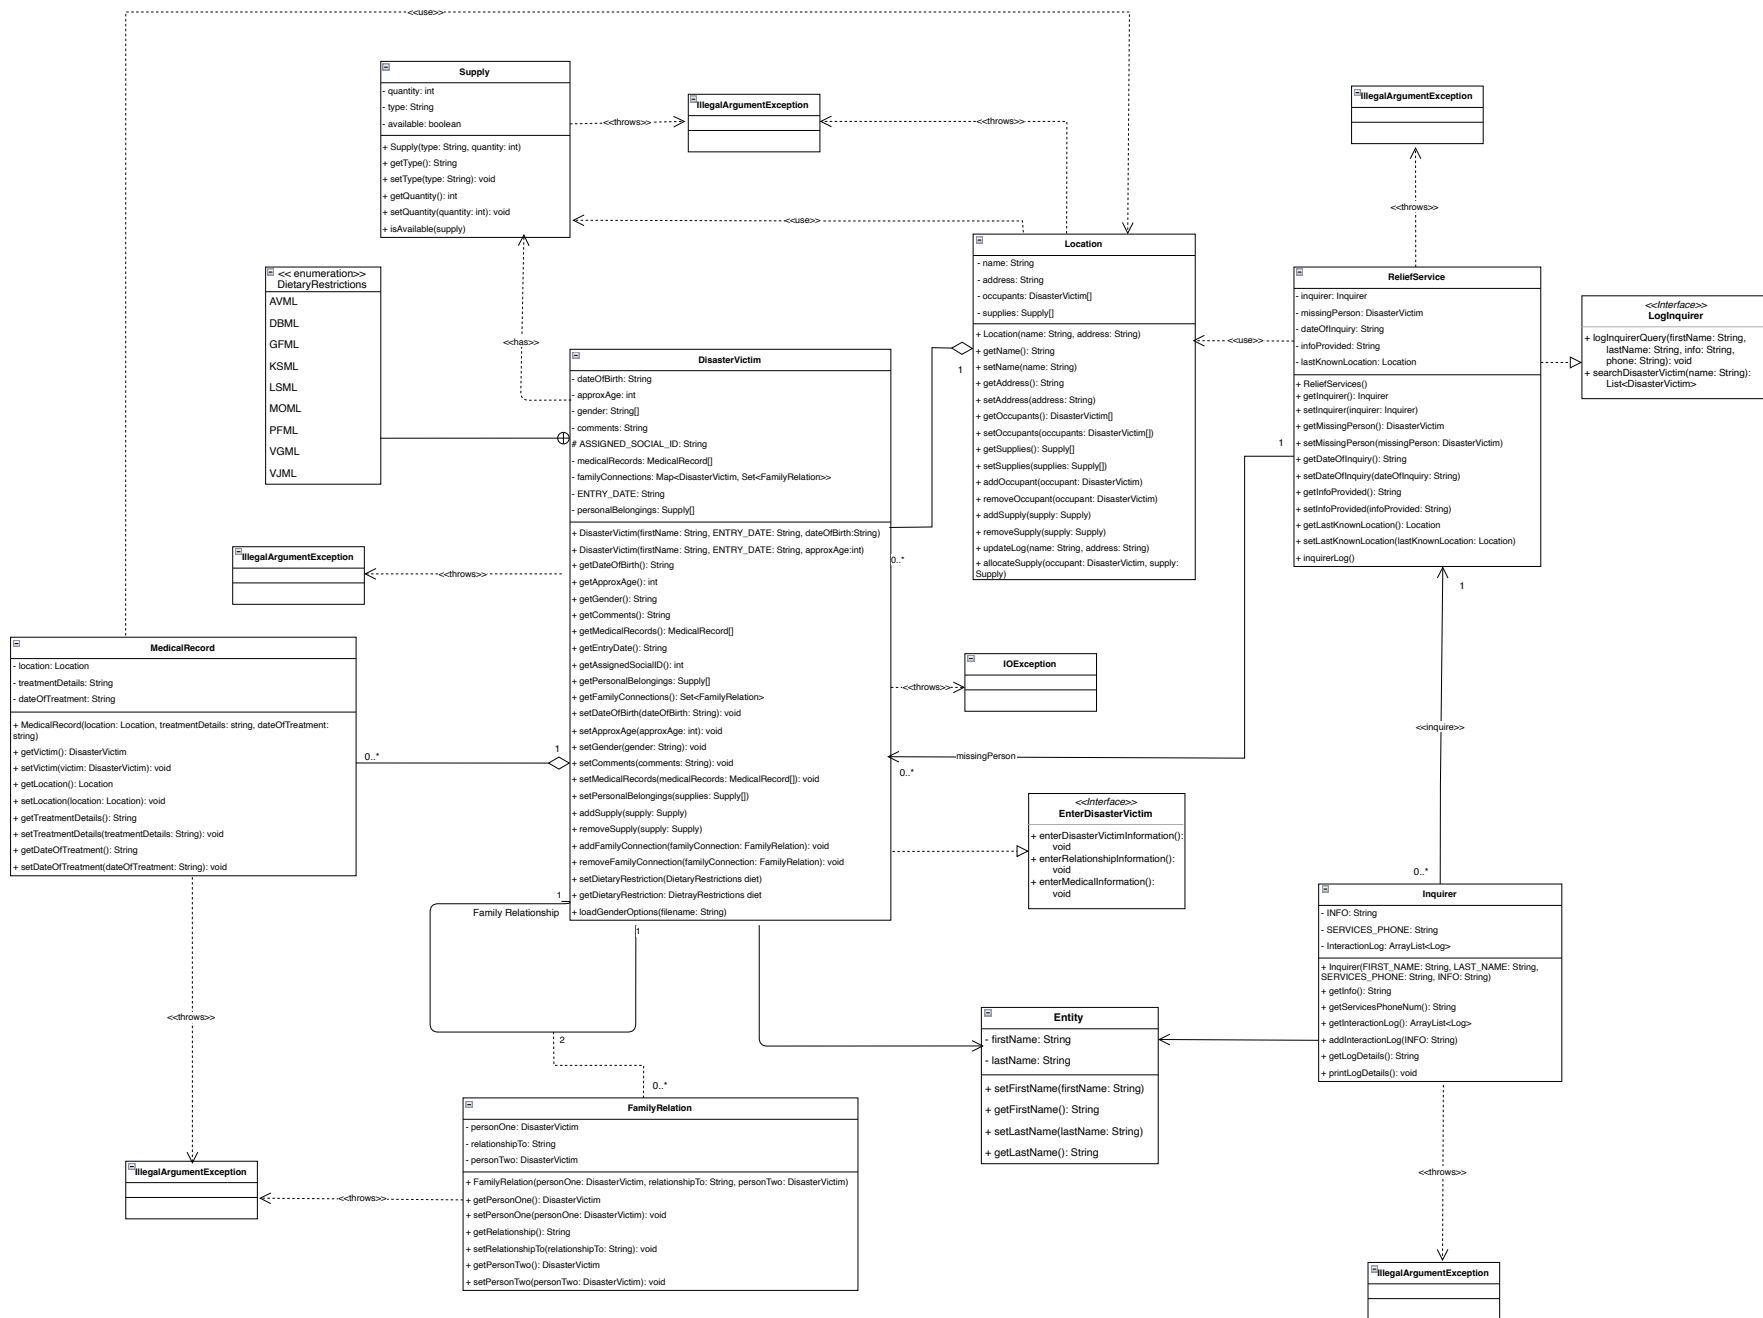 <<use>>
Supply
- quantity: int
- type: String
- available: boolean
+ Supply(type: String, quantity: int)
+ getType(): String
+ setType(type: String): void
+ getQuantity(): int
+ setQuantity(quantity: int): void
+ isAvailable(supply)
<<throws>>
IllegalArgumentException
<<throws>>
<<use>>
IllegalArgumentException
<<throws>>
<< enumeration>>
DietaryRestrictions
AVML
DBML
GFML
KSML
LSML
MOML
PFML
VGML
VJML
<<has>>
Location
- name: String
- address: String
- occupants: DisasterVictim[]
- supplies: Supply[]
+ Location(name: String, address: String)
+ getName(): String
+ setName(name: String)
+ getAddress(): String
+ setAddress(address: String)
+ getOccupants(): DisasterVictim[]
+ setOccupants(occupants: DisasterVictim[])
+ getSupplies(): Supply[]
+ setSupplies(supplies: Supply[])
+ addOccupant(occupant: DisasterVictim)
+ removeOccupant(occupant: DisasterVictim)
+ addSupply(supply: Supply)
+ removeSupply(supply: Supply)
+ updateLog(name: String, address: String)
+ allocateSupply(occupant: DisasterVictim, supply:
Supply)
<<use>>
ReliefService
- inquirer: Inquirer
- missingPerson: DisasterVictim
- dateOfInquiry: String
- infoProvided: String
- lastKnownLocation: Location
+ ReliefServices()
+ getInquirer(): Inquirer
+ setInquirer(inquirer: Inquirer)
+ getMissingPerson(): DisasterVictim
+ setMissingPerson(missingPerson: DisasterVictim)
+ getDateOfInquiry(): String
+ setDateOfInquiry(dateOfInquiry: String)
+ getInfoProvided(): String
+ setInfoProvided(infoProvided: String)
+ getLastKnownLocation(): Location
+ setLastKnownLocation(lastKnownLocation: Location)
+ inquirerLog()
<<Interface>>
LogInquirer
+ logInquirerQuery(firstName: String,
lastName: String, info: String,
phone: String): void
+ searchDisasterVictim(name: String):
List<DisasterVictim>
DisasterVictim
- dateOfBirth: String
- approxAge: int
- gender: String[]
- comments: String
# ASSIGNED_SOCIAL_ID: String
- medicalRecords: MedicalRecord[]
- familyConnections: Map<DisasterVictim, Set<FamilyRelation>>
- ENTRY_DATE: String
- personalBelongings: Supply[]
+ DisasterVictim(firstName: String, ENTRY_DATE: String, dateOfBirth:String)
+ DisasterVictim(firstName: String, ENTRY_DATE: String, approxAge:int)
+ getDateOfBirth(): String
+ getApproxAge(): int
+ getGender(): String
+ getComments(): String
+ getMedicalRecords(): MedicalRecord[]
+ getEntryDate(): String
+ getAssignedSocialID(): int
+ getPersonalBelongings: Supply[]
+ getFamilyConnections(): Set<FamilyRelation>
+ setDateOfBirth(dateOfBirth: String): void
+ setApproxAge(approxAge: int): void
+ setGender(gender: String): void
+ setComments(comments: String): void
+ setMedicalRecords(medicalRecords: MedicalRecord[]): void
+ setPersonalBelongings(supplies: Supply[])
+ addSupply(supply: Supply)
+ removeSupply(supply: Supply)
+ addFamilyConnection(familyConnection: FamilyRelation): void
+ removeFamilyConnection(familyConnection: FamilyRelation): void
+ setDietaryRestriction(DietaryRestrictions diet)
+ getDietaryRestriction: DietrayRestrictions diet
+ loadGenderOptions(filename: String)
1
0..*
1
IllegalArgumentException
<<throws>>
MedicalRecord
- location: Location
- treatmentDetails: String
- dateOfTreatment: String
+ MedicalRecord(location: Location, treatmentDetails: string, dateOfTreatment:
string)
+ getVictim(): DisasterVictim
+ setVictim(victim: DisasterVictim): void
+ getLocation(): Location
+ setLocation(location: Location): void
+ getTreatmentDetails(): String
+ setTreatmentDetails(treatmentDetails: String): void
+ getDateOfTreatment(): String
+ setDateOfTreatment(dateOfTreatment: String): void
0..*
1
IOException
<<throws>>
missingPerson
0..*
1
<<inquire>>
0..*
<<Interface>>
EnterDisasterVictim
+ enterDisasterVictimInformation():
void
+ enterRelationshipInformation():
void
+ enterMedicalInformation():
void
1
Family Relationship
1
2
0..*
Inquirer
- INFO: String
- SERVICES_PHONE: String
- InteractionLog: ArrayList<Log>
+ Inquirer(FIRST_NAME: String, LAST_NAME: String,
SERVICES_PHONE: String, INFO: String)
+ getInfo(): String
+ getServicesPhoneNum(): String
+ getInteractionLog(): ArrayList<Log>
+ addInteractionLog(INFO: String)
+ getLogDetails(): String
+ printLogDetails(): void
Entity
- firstName: String
- lastName: String
+ setFirstName(firstName: String)
+ getFirstName(): String
+ setLastName(lastName: String)
+ getLastName(): String
<<throws>>
IllegalArgumentException
<<throws>>
FamilyRelation
- personOne: DisasterVictim
- relationshipTo: String
- personTwo: DisasterVictim
+ FamilyRelation(personOne: DisasterVictim, relationshipTo: String, personTwo: DisasterVictim)
+ getPersonOne(): DisasterVictim
+ setPersonOne(personOne: DisasterVictim): void
+ getRelationship(): String
+ setRelationshipTo(relationshipTo: String): void
+ getPersonTwo(): DisasterVictim
+ setPersonTwo(personTwo: DisasterVictim): void
<<throws>>
IllegalArgumentException